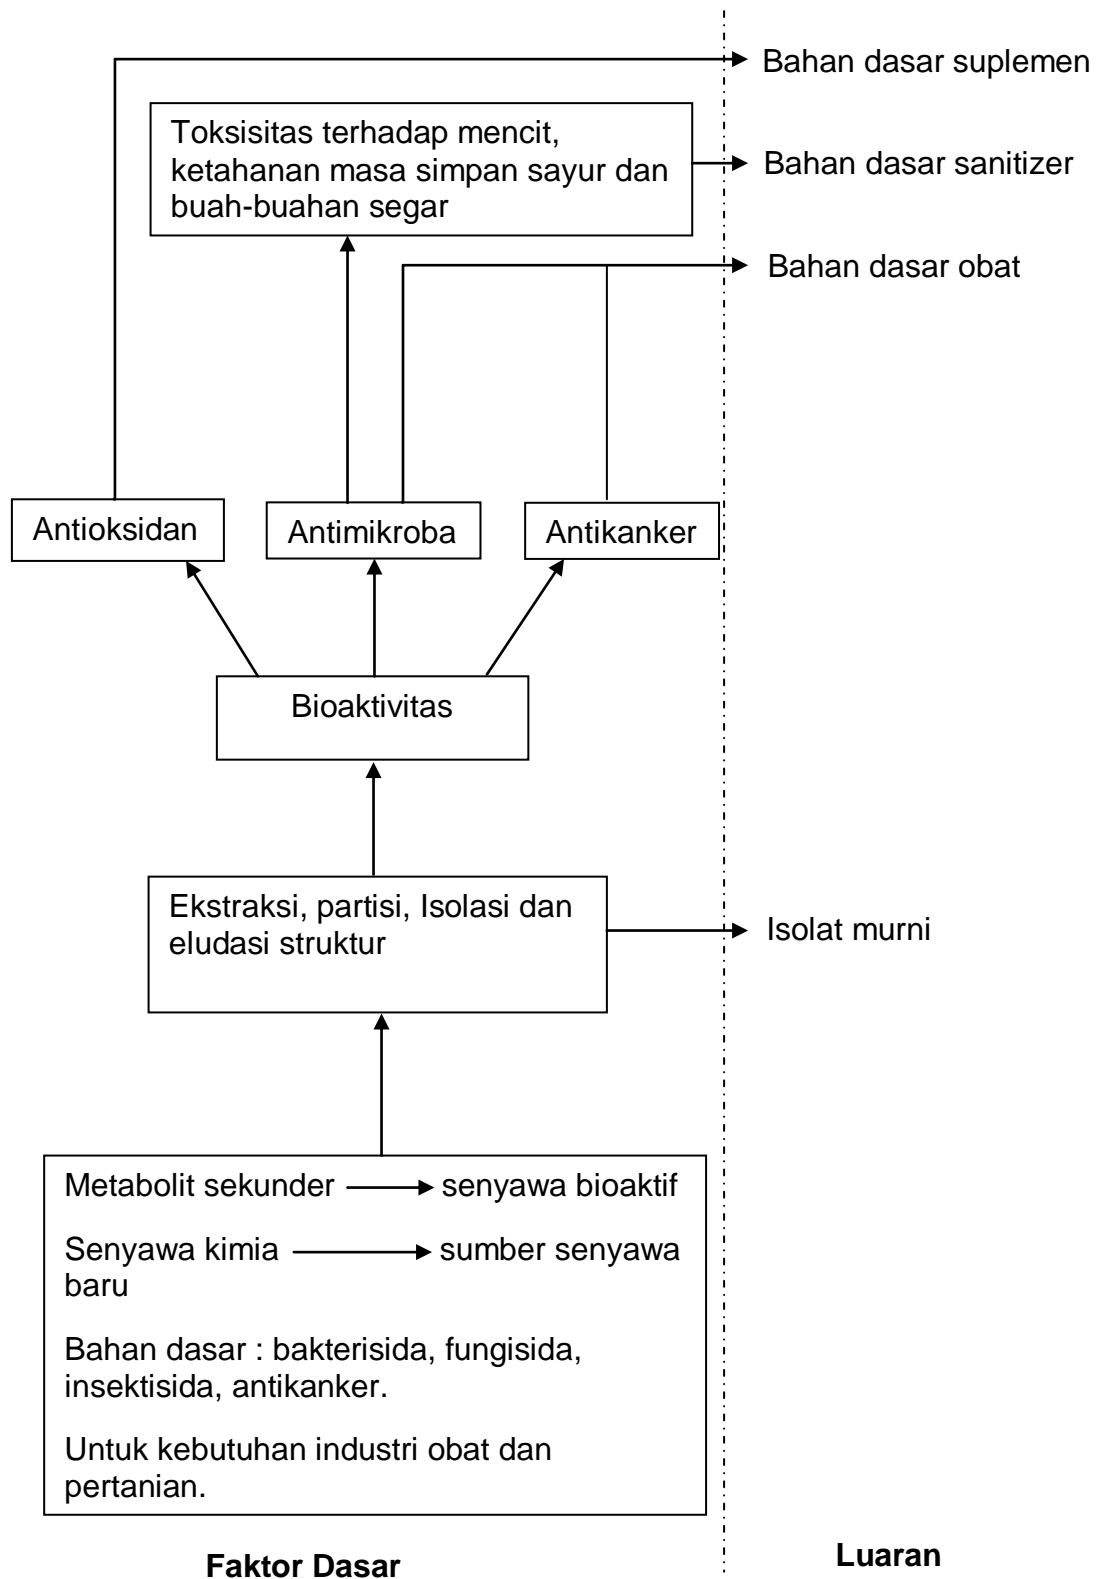 Bahan dasar suplemen
Toksisitas terhadap mencit,
ketahanan masa simpan sayur dan
buah-buahan segar
Bahan dasar sanitizer
Bahan dasar obat
Antioksidan
Antimikroba
Antikanker
Bioaktivitas
Ekstraksi, partisi, Isolasi dan
eludasi struktur
Isolat murni
Metabolit sekunder senyawa bioaktif
Senyawa kimia sumber senyawa
baru
Bahan dasar : bakterisida, fungisida,
insektisida, antikanker.
Untuk kebutuhan industri obat dan
pertanian.
Faktor Dasar
Luaran